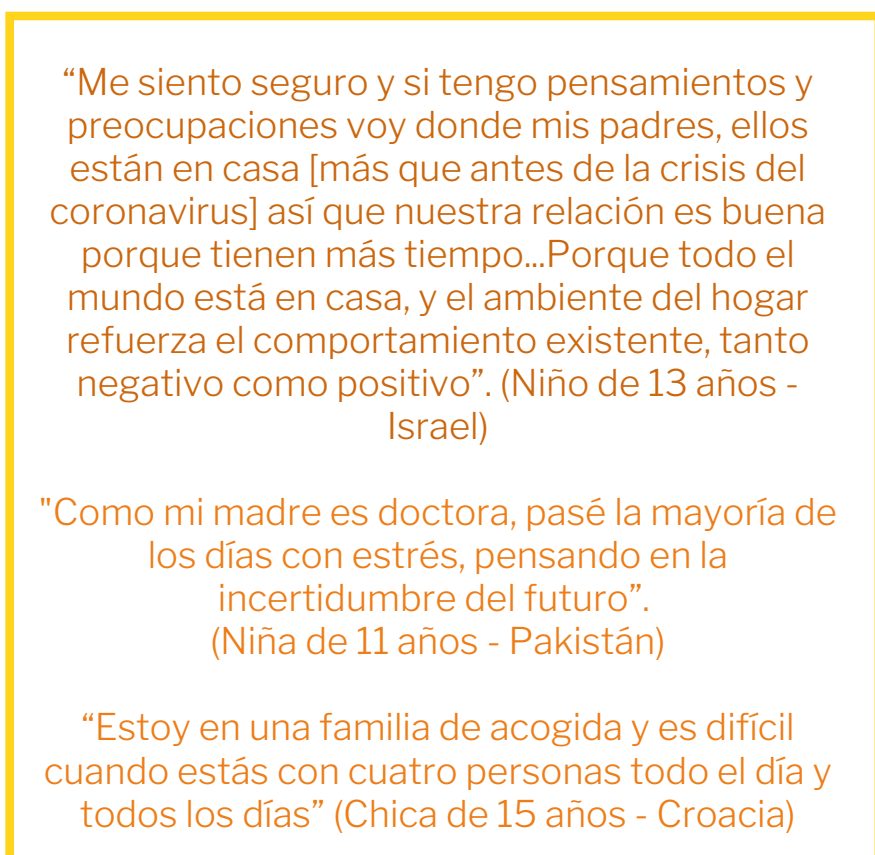 “Me siento seguro y si tengo pensamientos y
preocupaciones voy donde mis padres, ellos
están en casa [más que antes de la crisis del
coronavirus] así que nuestra relación es buena
porque tienen más tiempo...Porque todo el
mundo está en casa, y el ambiente del hogar
refuerza el comportamiento existente, tanto
negativo como positivo”. (Niño de 13 años -
Israel)
"Como mi madre es doctora, pasé la mayoría de
los días con estrés, pensando en la
incertidumbre del futuro”.
(Niña de 11 años - Pakistán)
“Estoy en una familia de acogida y es difícil
cuando estás con cuatro personas todo el día y
todos los días” (Chica de 15 años - Croacia)